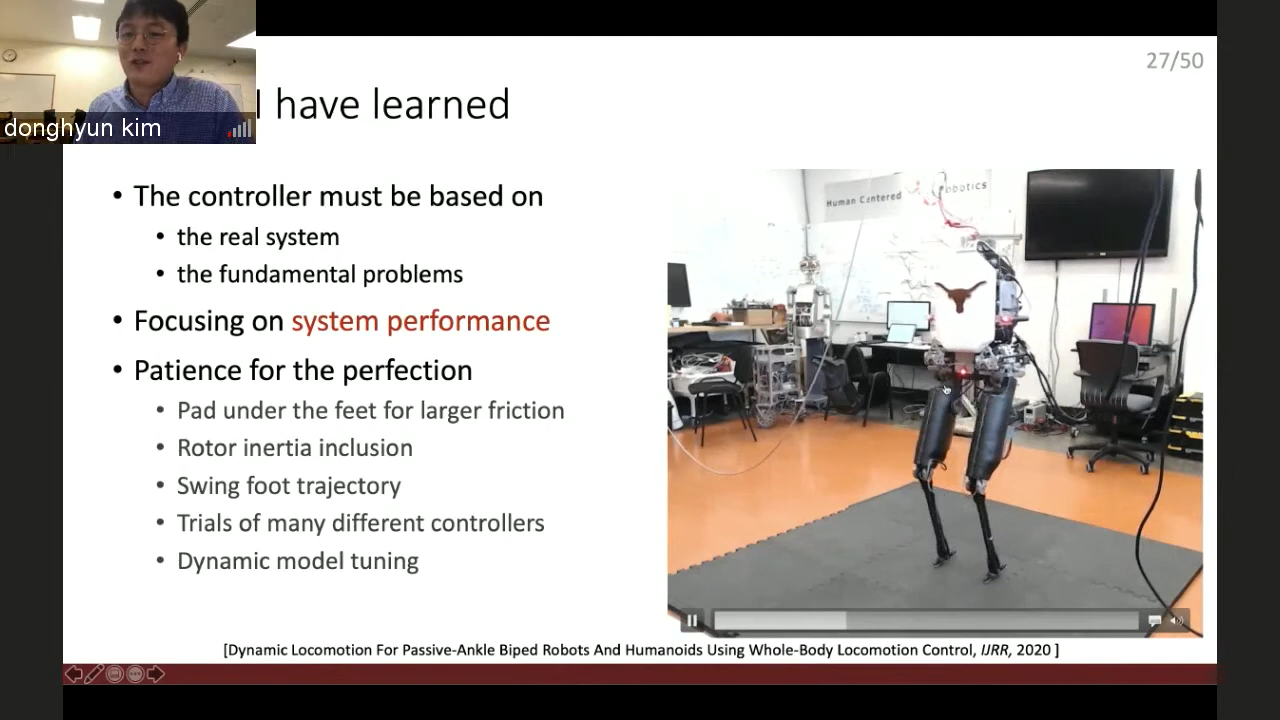 27/50
I have learned
donghyun kim
• The controller must be based on
• the real system
• the fundamental problems
• Focusing on system performance
• Patience for the perfection
• Pad under the feet for larger friction
• Rotor inertia inclusion
• Swing foot trajectory
• Trials of many different controllers
• Dynamic model tuning
Human Centered Robotics
[Dynamic Locomotion For Passive-Ankle Biped Robots And Humanoids Using Whole-Body Locomotion Control, IJRR, 2020 ]